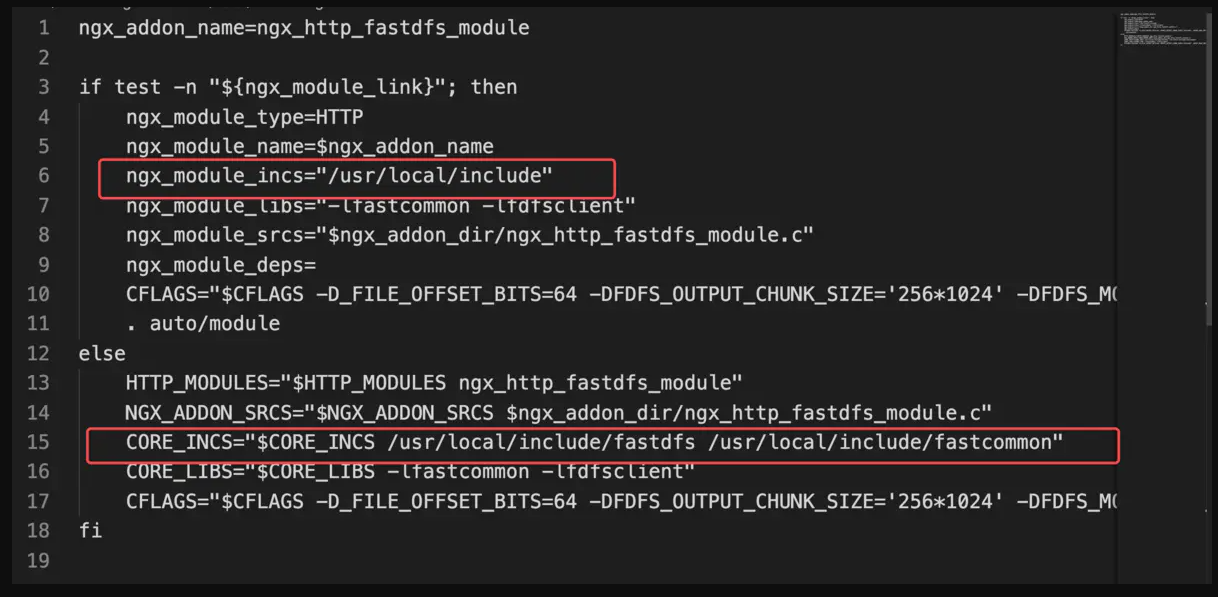 1 ngx_addon_name=ngx_http_fastdfs_module
2
3 if test -n "${ngx_module_link}"; then
4 ngx_module_type=HTTP
5 ngx_module_name=$ngx_addon_name
6 ngx_module_incs="/usr/local/include"
7 ngx_module_libs="-lfastcommon -lfdfsclient"
8 ngx_module_srcs="$ngx_addon_dir/ngx_http_fastdfs_module.c"
9 ngx_module_deps=
10 CFLAGS="$CFLAGS -D_FILE_OFFSET_BITS=64 -DFDFS_OUTPUT_CHUNK_SIZE='256*1024' -DFDFS_MO
11 . auto/module
12 else
13 HTTP_MODULES="$HTTP_MODULES ngx_http_fastdfs_module"
14 NGX_ADDON_SRCS="$NGX_ADDON_SRCS $ngx_addon_dir/ngx_http_fastdfs_module.c"
15 CORE_INCS="$CORE_INCS /usr/local/include/fastdfs /usr/local/include/fastcommon"
16 CORE_LIBS="$CORE_LIBS -lfastcommon -lfdfsclient"
17 CFLAGS="$CFLAGS -D_FILE_OFFSET_BITS=64 -DFDFS_OUTPUT_CHUNK_SIZE='256*1024' -DFDFS_MO
18 fi
19